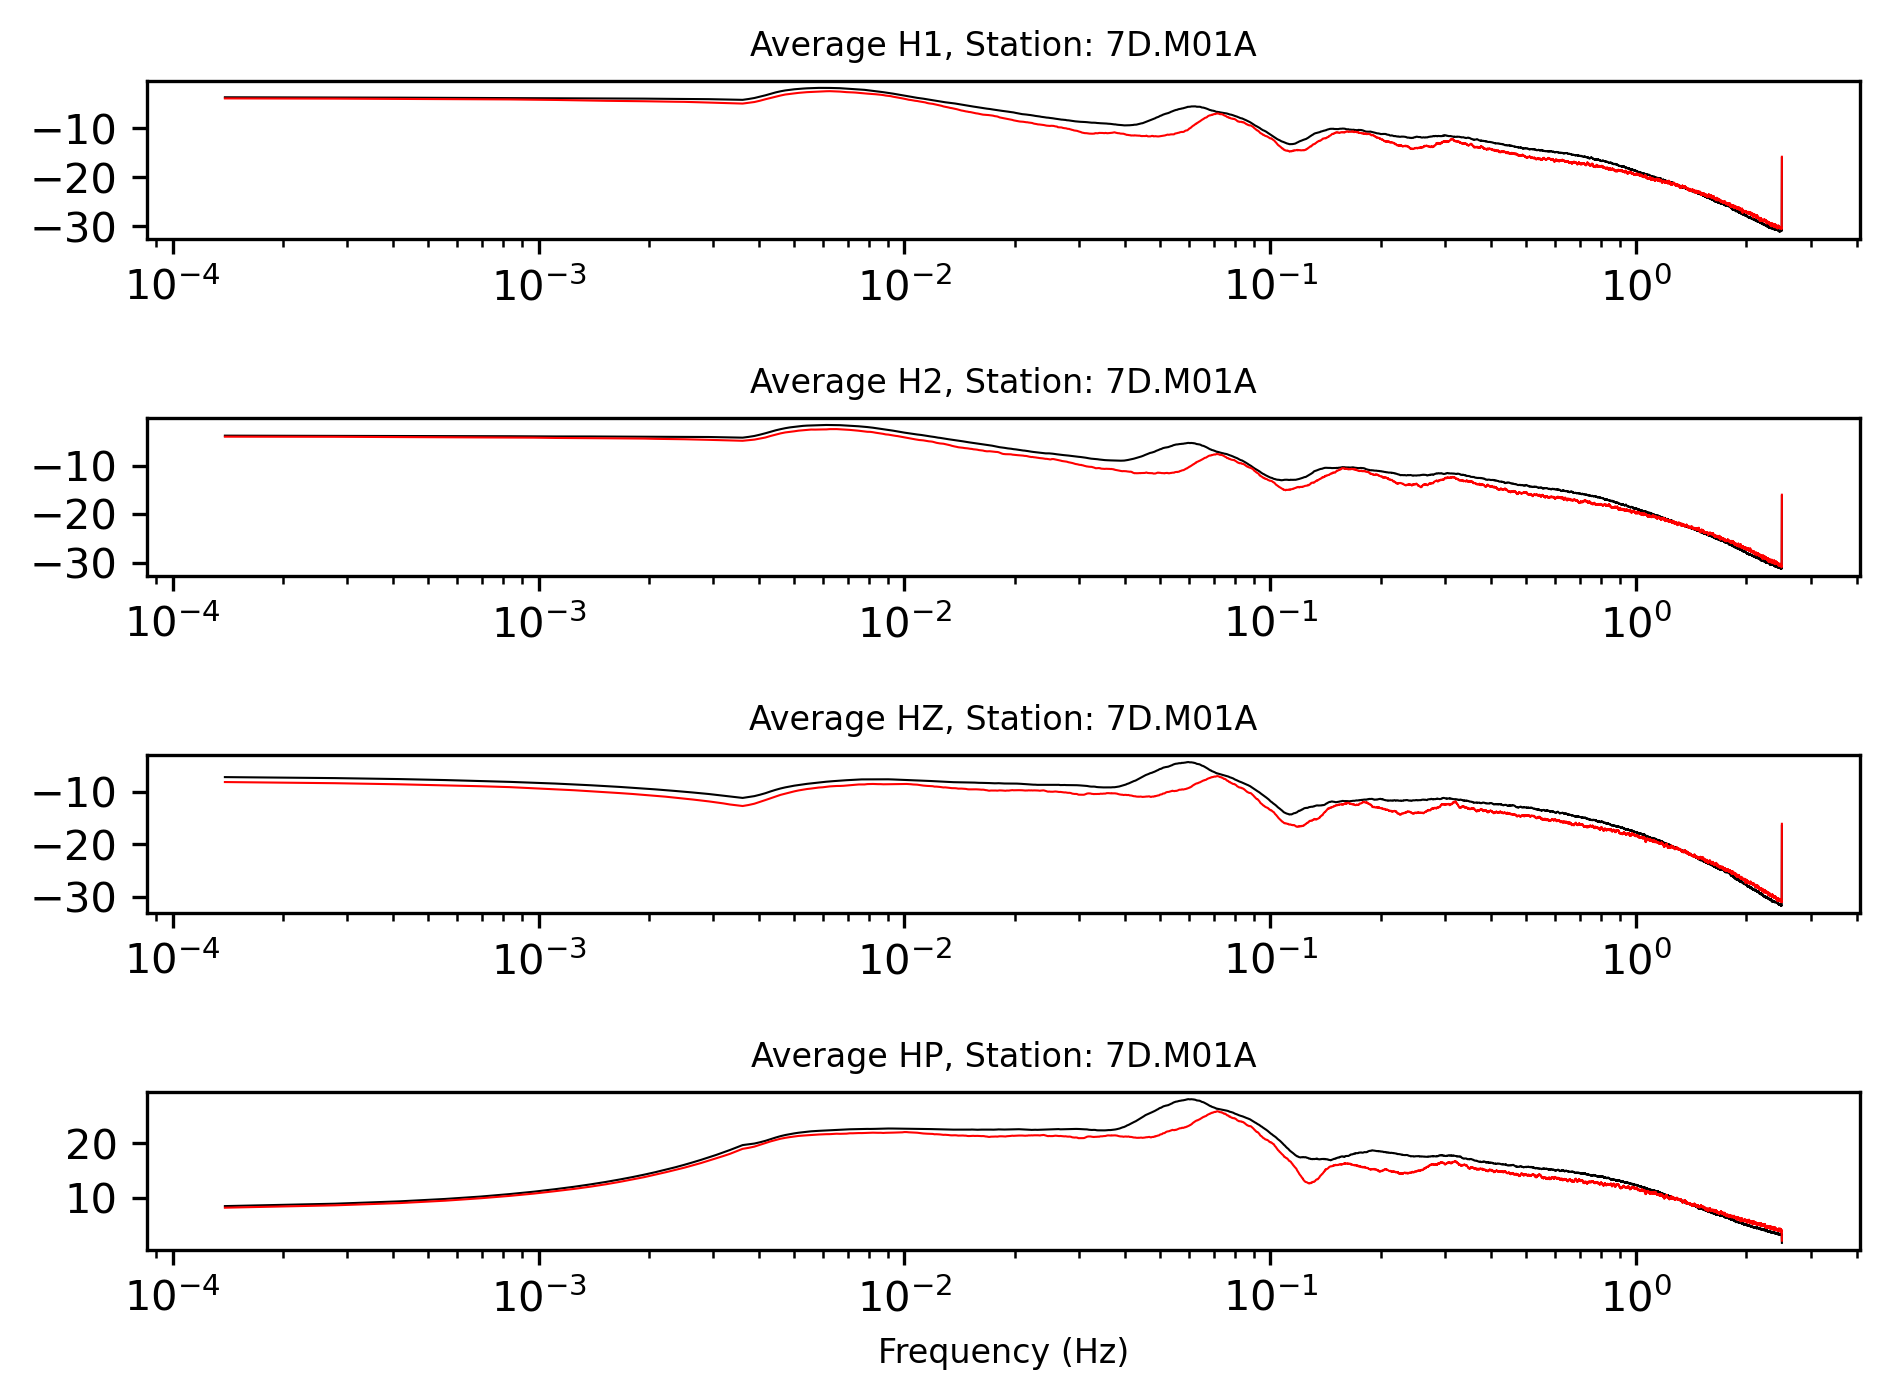 Average H1, Station: 7D.M01A
−10
−20
−30
10⁻⁴ 10⁻³ 10⁻² 10⁻¹ 10⁰
Average H2, Station: 7D.M01A
−10
−20
−30
10⁻⁴ 10⁻³ 10⁻² 10⁻¹ 10⁰
Average HZ, Station: 7D.M01A
−10
−20
−30
10⁻⁴ 10⁻³ 10⁻² 10⁻¹ 10⁰
Average HP, Station: 7D.M01A
20
10
10⁻⁴ 10⁻³ 10⁻² 10⁻¹ 10⁰
Frequency (Hz)